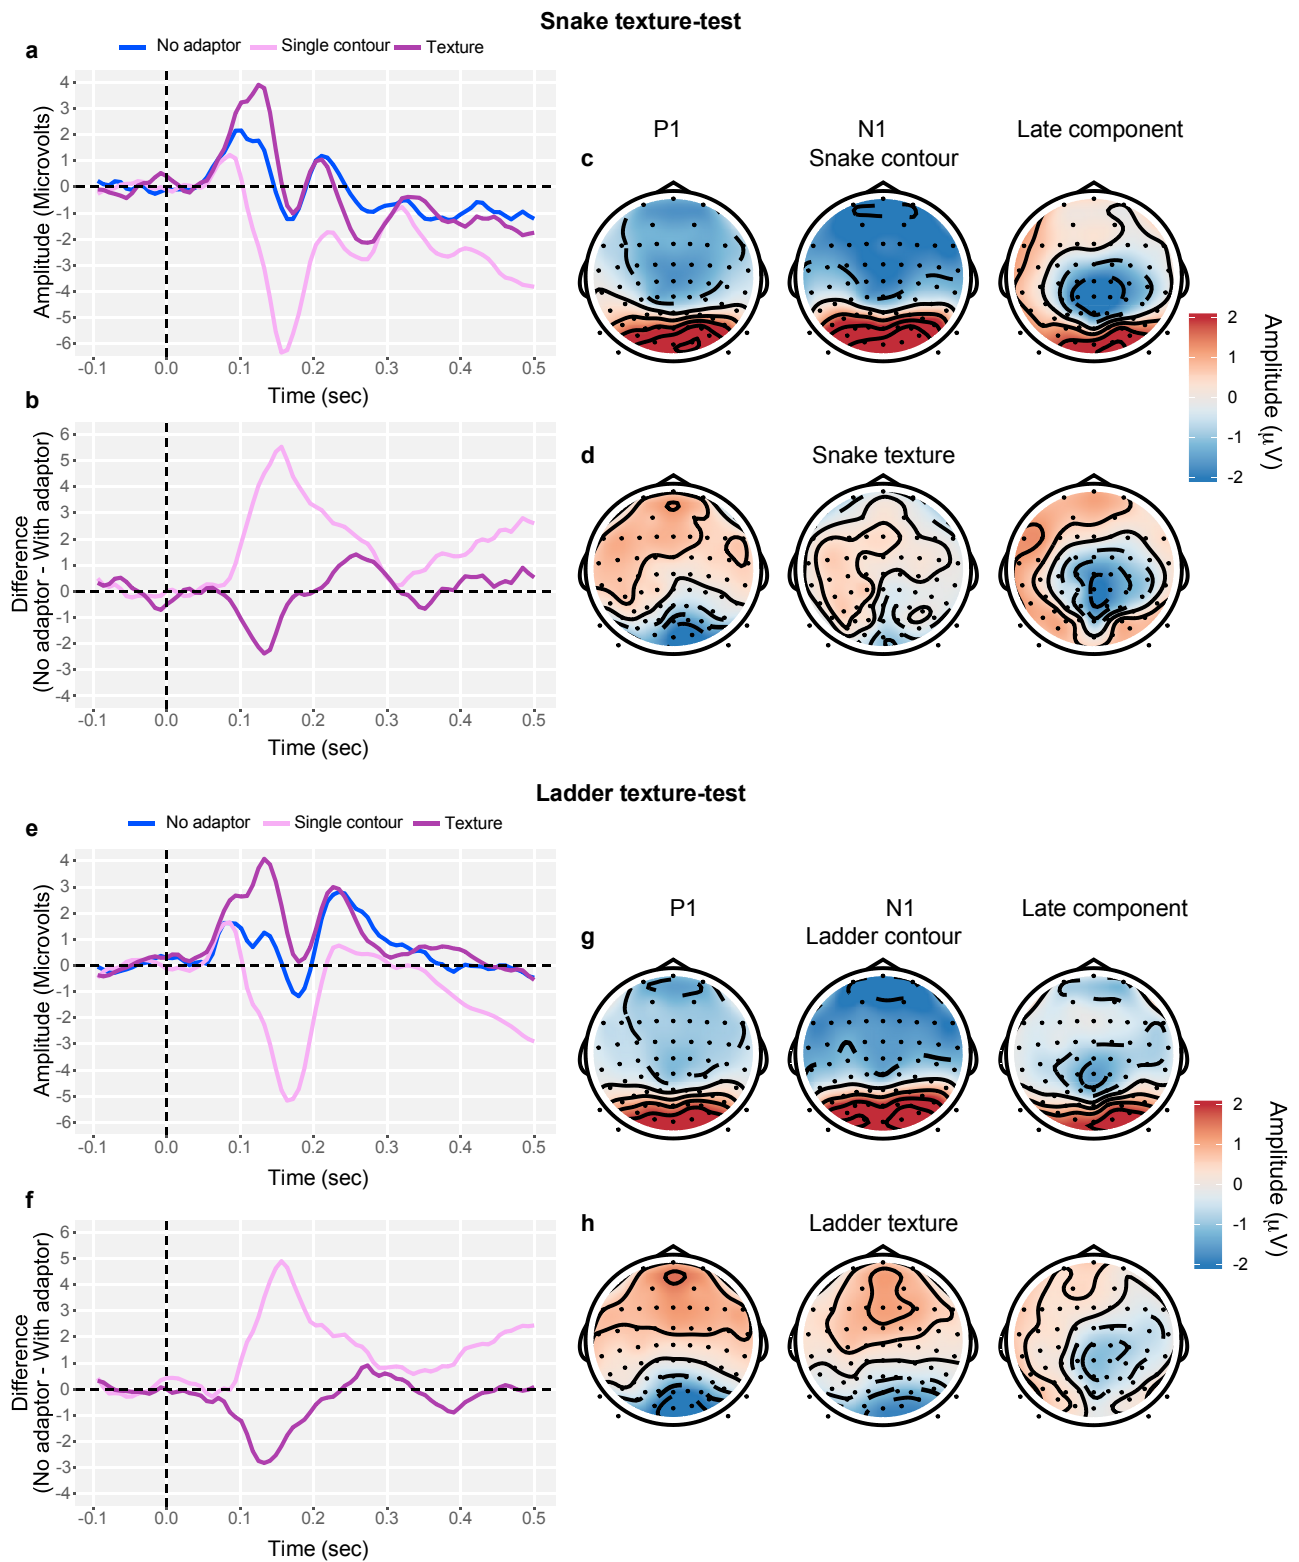 Snake texture-test
a
No adaptor Single contour Texture
4
3
2
1
0
-1
-2
-3
-4
-5
-6
Amplitude (Microvolts)
-0.1 0.0 0.1 0.2 0.3 0.4 0.5
Time (sec)
b
6
5
4
3
2
1
0
-1
-2
-3
-4
Difference
(No adaptor - With adaptor)
-0.1 0.0 0.1 0.2 0.3 0.4 0.5
Time (sec)
P1 N1 Late component
c
Snake contour
d
Snake texture
2
1
0
-1
-2
Amplitude (μV)
Ladder texture-test
e
No adaptor Single contour Texture
4
3
2
1
0
-1
-2
-3
-4
-5
-6
Amplitude (Microvolts)
-0.1 0.0 0.1 0.2 0.3 0.4 0.5
Time (sec)
f
6
5
4
3
2
1
0
-1
-2
-3
-4
Difference
(No adaptor - With adaptor)
-0.1 0.0 0.1 0.2 0.3 0.4 0.5
Time (sec)
P1 N1 Late component
g
Ladder contour
h
Ladder texture
2
1
0
-1
-2
Amplitude (μV)